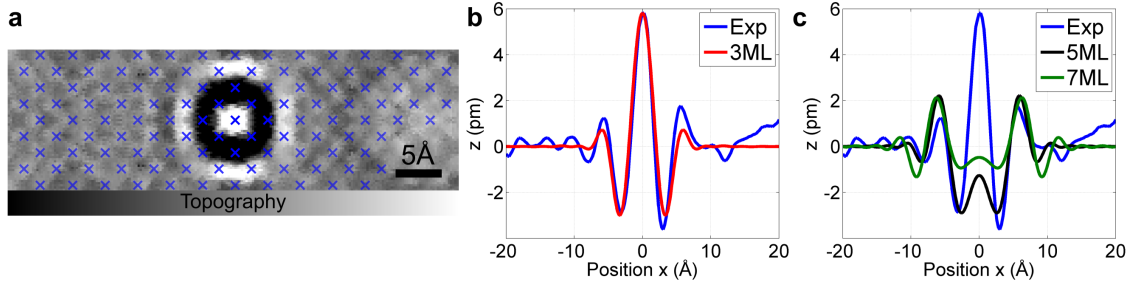 a
5Å
Topography
b
z (pm)
6
4
2
0
-2
-20
-10
0
10
20
Position x (Å)
Exp
3ML
c
z (pm)
6
4
2
0
-2
-20
-10
0
10
20
Position x (Å)
Exp
5ML
7ML